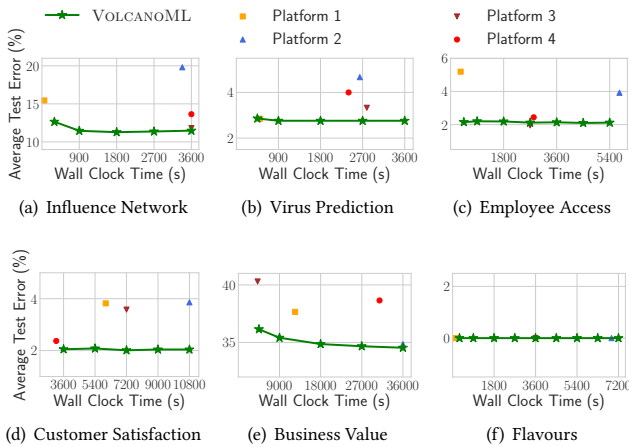 VOLCANOML Platform 1 Platform 3
Platform 2 Platform 4
Average Test Error (%)
20
15
10
900 1800 2700 3600
Wall Clock Time (s)
(a) Influence Network
4
2
900 1800 2700 3600
Wall Clock Time (s)
(b) Virus Prediction
6
4
2
0
1800 3600 5400
Wall Clock Time (s)
(c) Employee Access
Average Test Error (%)
4
2
3600 5400 7200 9000 10800
Wall Clock Time (s)
(d) Customer Satisfaction
40
35
9000 18000 27000 36000
Wall Clock Time (s)
(e) Business Value
2
0
1800 3600 5400 7200
Wall Clock Time (s)
(f) Flavours